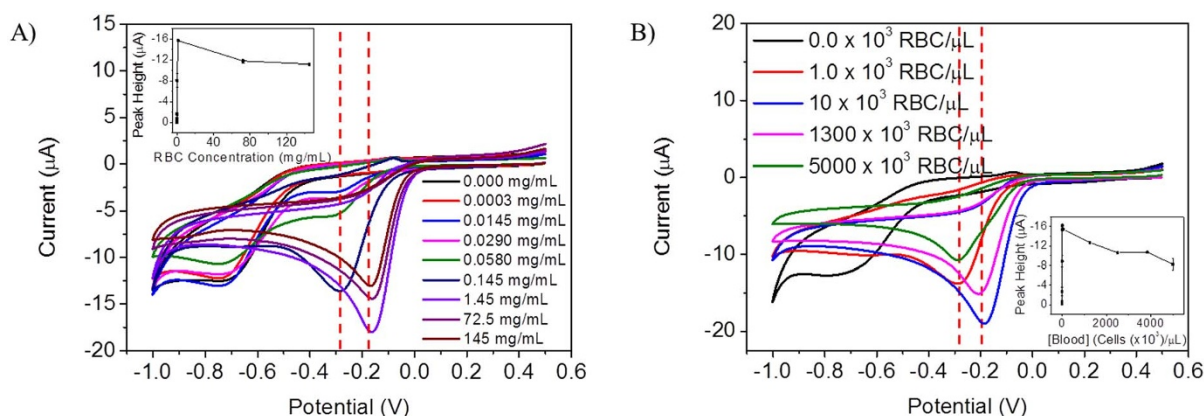 A)
Current (μA)
15
10
5
0
-5
-10
-15
-20
-1.0
-0.8
-0.6
-0.4
-0.2
0.0
0.2
0.4
0.6
Potential (V)
Peak Height (μA)
-16
-12
-8
-4
0
0
40
80
120
RBC Concentration (mg/mL)
0.000 mg/mL
0.0003 mg/mL
0.0145 mg/mL
0.0290 mg/mL
0.0580 mg/mL
0.145 mg/mL
1.45 mg/mL
72.5 mg/mL
145 mg/mL
B)
Current (μA)
20
10
0
-10
-20
-1.0
-0.8
-0.6
-0.4
-0.2
0.0
0.2
0.4
0.6
Potential (V)
0.0 x 10³ RBC/μL
1.0 x 10³ RBC/μL
10 x 10³ RBC/μL
1300 x 10³ RBC/μL
5000 x 10³ RBC/μL
Peak Height (μA)
-16
-12
-8
-4
0
0
2000
4000
[Blood] (Cells (x10³)/μL)